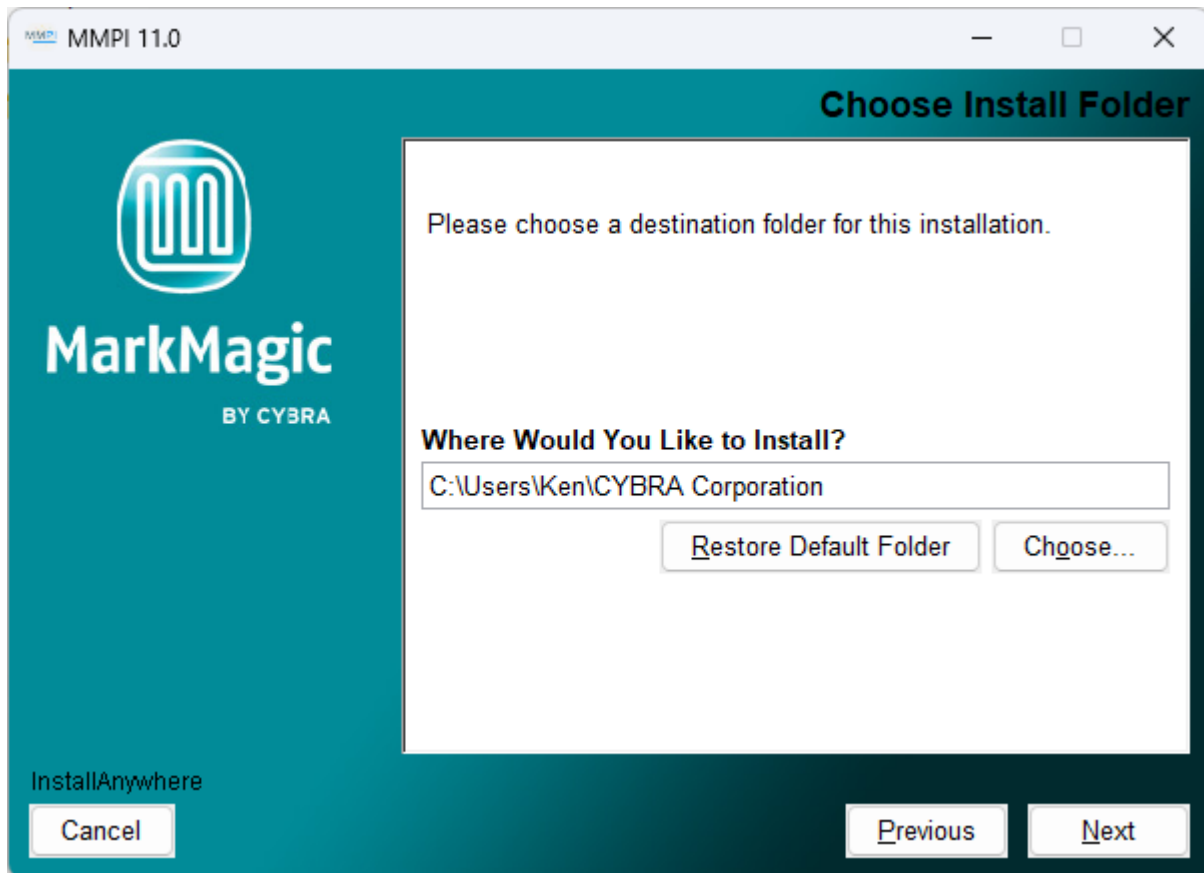 MMPI 11.0
Choose Install Folder
MarkMagic
BY CYBRA
Please choose a destination folder for this installation.
Where Would You Like to Install?
C:\Users\Ken\CYBRA Corporation
Restore Default Folder
Choose...
InstallAnywhere
Cancel
Previous
Next